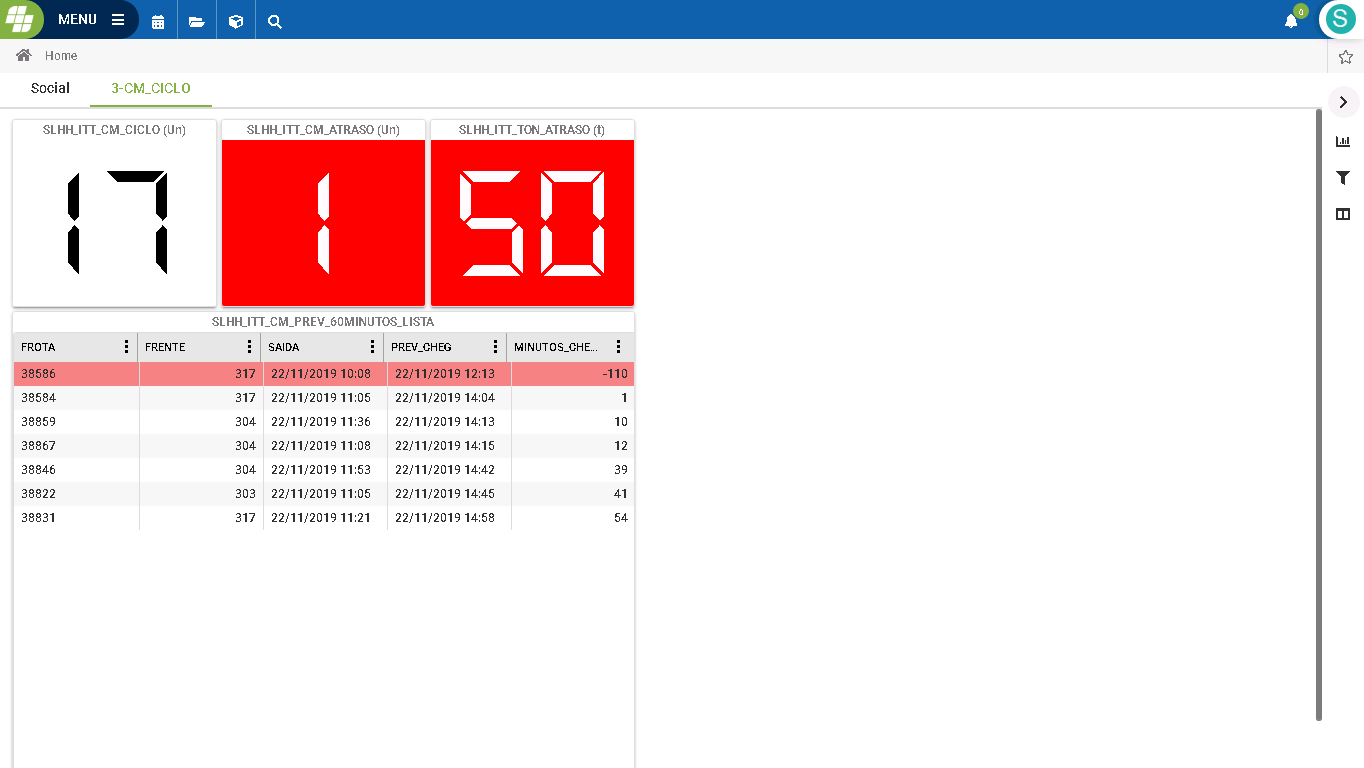 MENU
0
S
Home
Social 3-CM_CICLO
SLHH_ITT_CM_CICLO (Un) SLHH_ITT_CM_ATRASO (Un) SLHH_ITT_TON_ATRASO (t)
17 1 50
SLHH_ITT_CM_PREV_60MINUTOS_LISTA
FROTA FRENTE SAIDA PREV_CHEG MINUTOS_CHE...
38586 317 22/11/2019 10:08 22/11/2019 12:13 -110
38584 317 22/11/2019 11:05 22/11/2019 14:04 1
38859 304 22/11/2019 11:36 22/11/2019 14:13 10
38867 304 22/11/2019 11:08 22/11/2019 14:15 12
38846 304 22/11/2019 11:53 22/11/2019 14:42 39
38822 303 22/11/2019 11:05 22/11/2019 14:45 41
38831 317 22/11/2019 11:21 22/11/2019 14:58 54